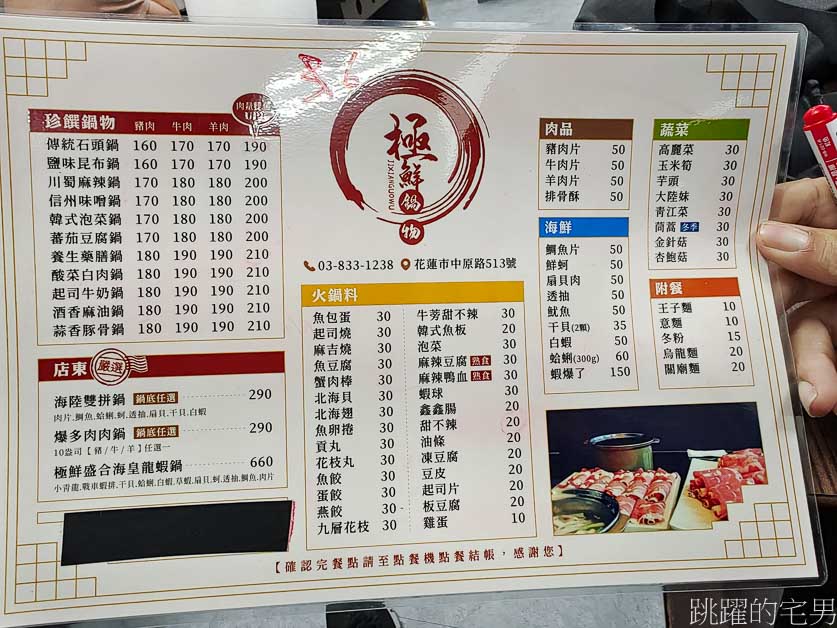 極鮮鍋物
JIXIANGUOWU
03-833-1238 花蓮市中原路513號
珍饌鍋物 豬肉 牛肉 羊肉 UP!
傳統石頭鍋 160 170 170 190
鹽味昆布鍋 160 170 170 190
川蜀麻辣鍋 170 180 180 200
信州味噌鍋 170 180 180 200
韓式泡菜鍋 170 180 180 200
蕃茄豆腐鍋 170 180 180 200
養生藥膳鍋 180 190 190 210
酸菜白肉鍋 180 190 190 210
起司牛奶鍋 180 190 190 210
酒香麻油鍋 180 190 190 210
蒜香豚骨鍋 180 190 190 210
店東 嚴選
海陸雙拼鍋 鍋底任選 290
肉片.鯛魚.蛤蜊.蚵.透抽.扇貝.干貝.白蝦
爆多肉肉鍋 鍋底任選 290
10盎司【豬/牛/羊】任選一
極鮮盛合海皇龍蝦鍋 660
小青龍.戰車蝦排.干貝.蛤蜊.白蝦.草蝦.扇貝.蚵.透抽.鯛魚.肉片
火鍋料
魚包蛋 30
起司燒 30
麻吉燒 30
魚豆腐 30
蟹肉棒 30
北海貝 30
北海翅 30
魚卵捲 30
貢丸 30
花枝丸 30
魚餃 30
蛋餃 30
燕餃 30
九層花枝 30
牛蒡甜不辣 30
韓式魚板 20
泡菜 30
麻辣豆腐 熟食 30
麻辣鴨血 熟食 30
蝦球 30
鑫鑫腸 20
甜不辣 20
油條 20
凍豆腐 20
豆皮 20
起司片 20
板豆腐 20
雞蛋 10
肉品
豬肉片 50
牛肉片 50
羊肉片 50
排骨酥 50
海鮮
鯛魚片 50
鮮蚵 50
扇貝肉 50
透抽 50
魷魚 50
干貝(2顆) 35
白蝦 50
蛤蜊(300g) 60
蝦爆了 150
蔬菜
高麗菜 30
玉米筍 30
芋頭 30
大陸妹 30
青江菜 30
茼蒿 冬季 30
金針菇 30
杏鮑菇 30
附餐
王子麵 10
意麵 10
冬粉 15
烏龍麵 20
關廟麵 20
【確認完餐點請至點餐機點餐結帳，感謝您】
跳躍的宅男